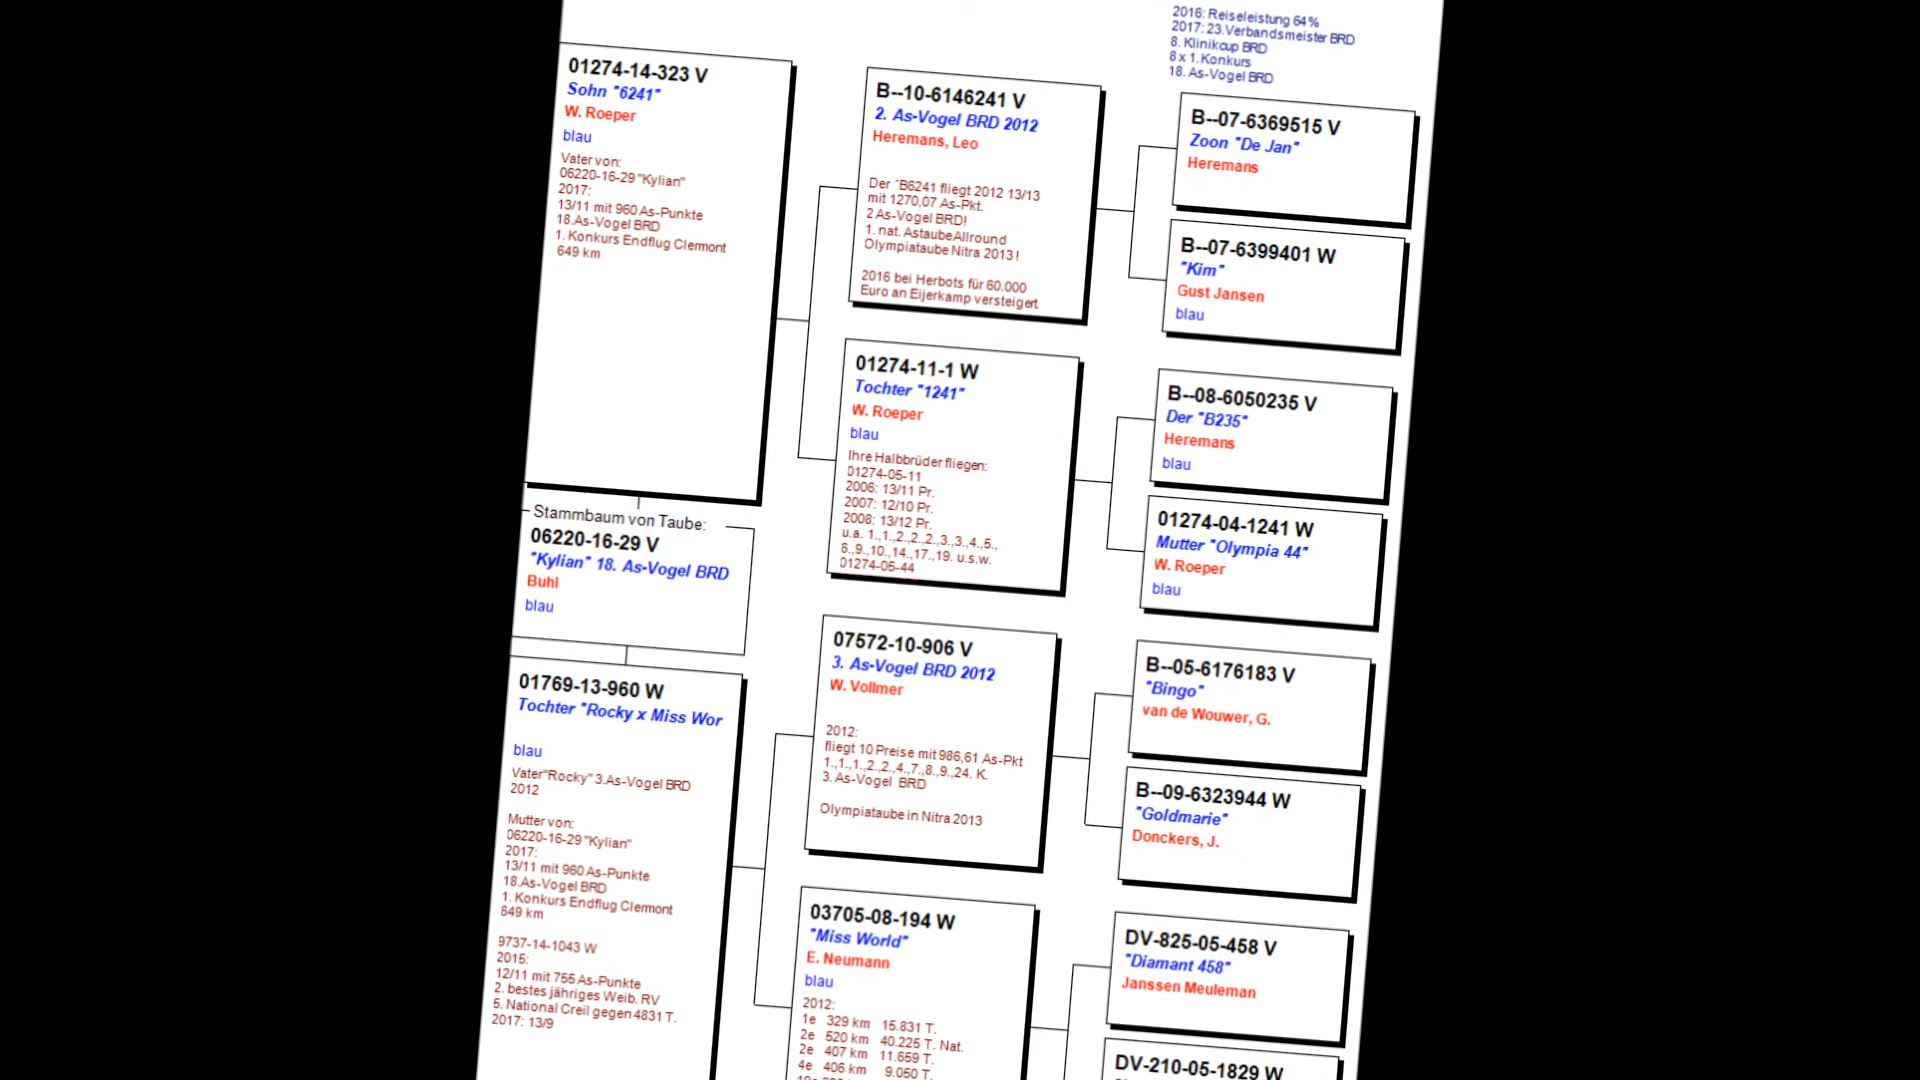 2016: Reiseleistung 64%
2017: 23.Verbandsmeister BRD
8. Klinikcup BRD
8 x 1.Konkurs
18. As-Vogel BRD
01274-14-323 V
Sohn "6241"
W. Roeper
blau
Vater von:
06220-16-29 "Kylian"
2017:
13/11 mit 960 As-Punkte
18.As-Vogel BRD
1. Konkurs Endflug Clermont
649 km
Stammbaum von Taube:
06220-16-29 V
"Kylian" 18. As-Vogel BRD
Buhl
blau
01769-13-960 W
Tochter "Rocky x Miss Wor
blau
Vater"Rocky" 3.As-Vogel BRD
2012
Mutter von:
06220-16-29 "Kylian"
2017:
13/11 mit 960 As-Punkte
18.As-Vogel BRD
1. Konkurs Endflug Clermont
649 km
9737-14-1043 W
2015:
12/11 mit 755 As-Punkte
2. bestes jähriges Weib. RV
5. National Creil gegen 4831 T.
2017: 13/9
B--10-6146241 V
2. As-Vogel BRD 2012
Heremans, Leo
Der "B6241 fliegt 2012 13/13
mit 1270,07 As-Pkt.
2 As-Vogel BRD!
1. nat. AstaubeAllround
Olympiataube Nitra 2013 !
2016 bei Herbots für 60.000
Euro an Eijerkamp versteigert
01274-11-1 W
Tochter "1241"
W. Roeper
blau
Ihre Halbbrüder fliegen:
01274-05-11
2006: 13/11 Pr.
2007: 12/10 Pr.
2008: 13/12 Pr.
u.a. 1.,1.,2.,2.,2.,3.,3.,4.,5.,
6.,9.,10.,14.,17.,19. u.s.w.
01274-05-44
07572-10-906 V
3. As-Vogel BRD 2012
W. Vollmer
2012:
fliegt 10 Preise mit 986,61 As-Pkt
1.,1.,1.,2.,2.,4.,7.,8.,9.,24. K.
3. As-Vogel BRD
Olympiataube in Nitra 2013
03705-08-194 W
"Miss World"
E. Neumann
blau
2012:
1e 329 km 15.831 T.
2e 520 km 40.225 T. Nat.
2e 407 km 11.659 T.
4e 406 km 9.050 T.
B--07-6369515 V
Zoon "De Jan"
Heremans
B--07-6399401 W
"Kim"
Gust Jansen
blau
B--08-6050235 V
Der "B235"
Heremans
blau
01274-04-1241 W
Mutter "Olympia 44"
W. Roeper
blau
B--05-6176183 V
"Bingo"
van de Wouwer, G.
B--09-6323944 W
"Goldmarie"
Donckers, J.
DV-825-05-458 V
"Diamant 458"
Janssen Meuleman
DV-210-05-1829 W